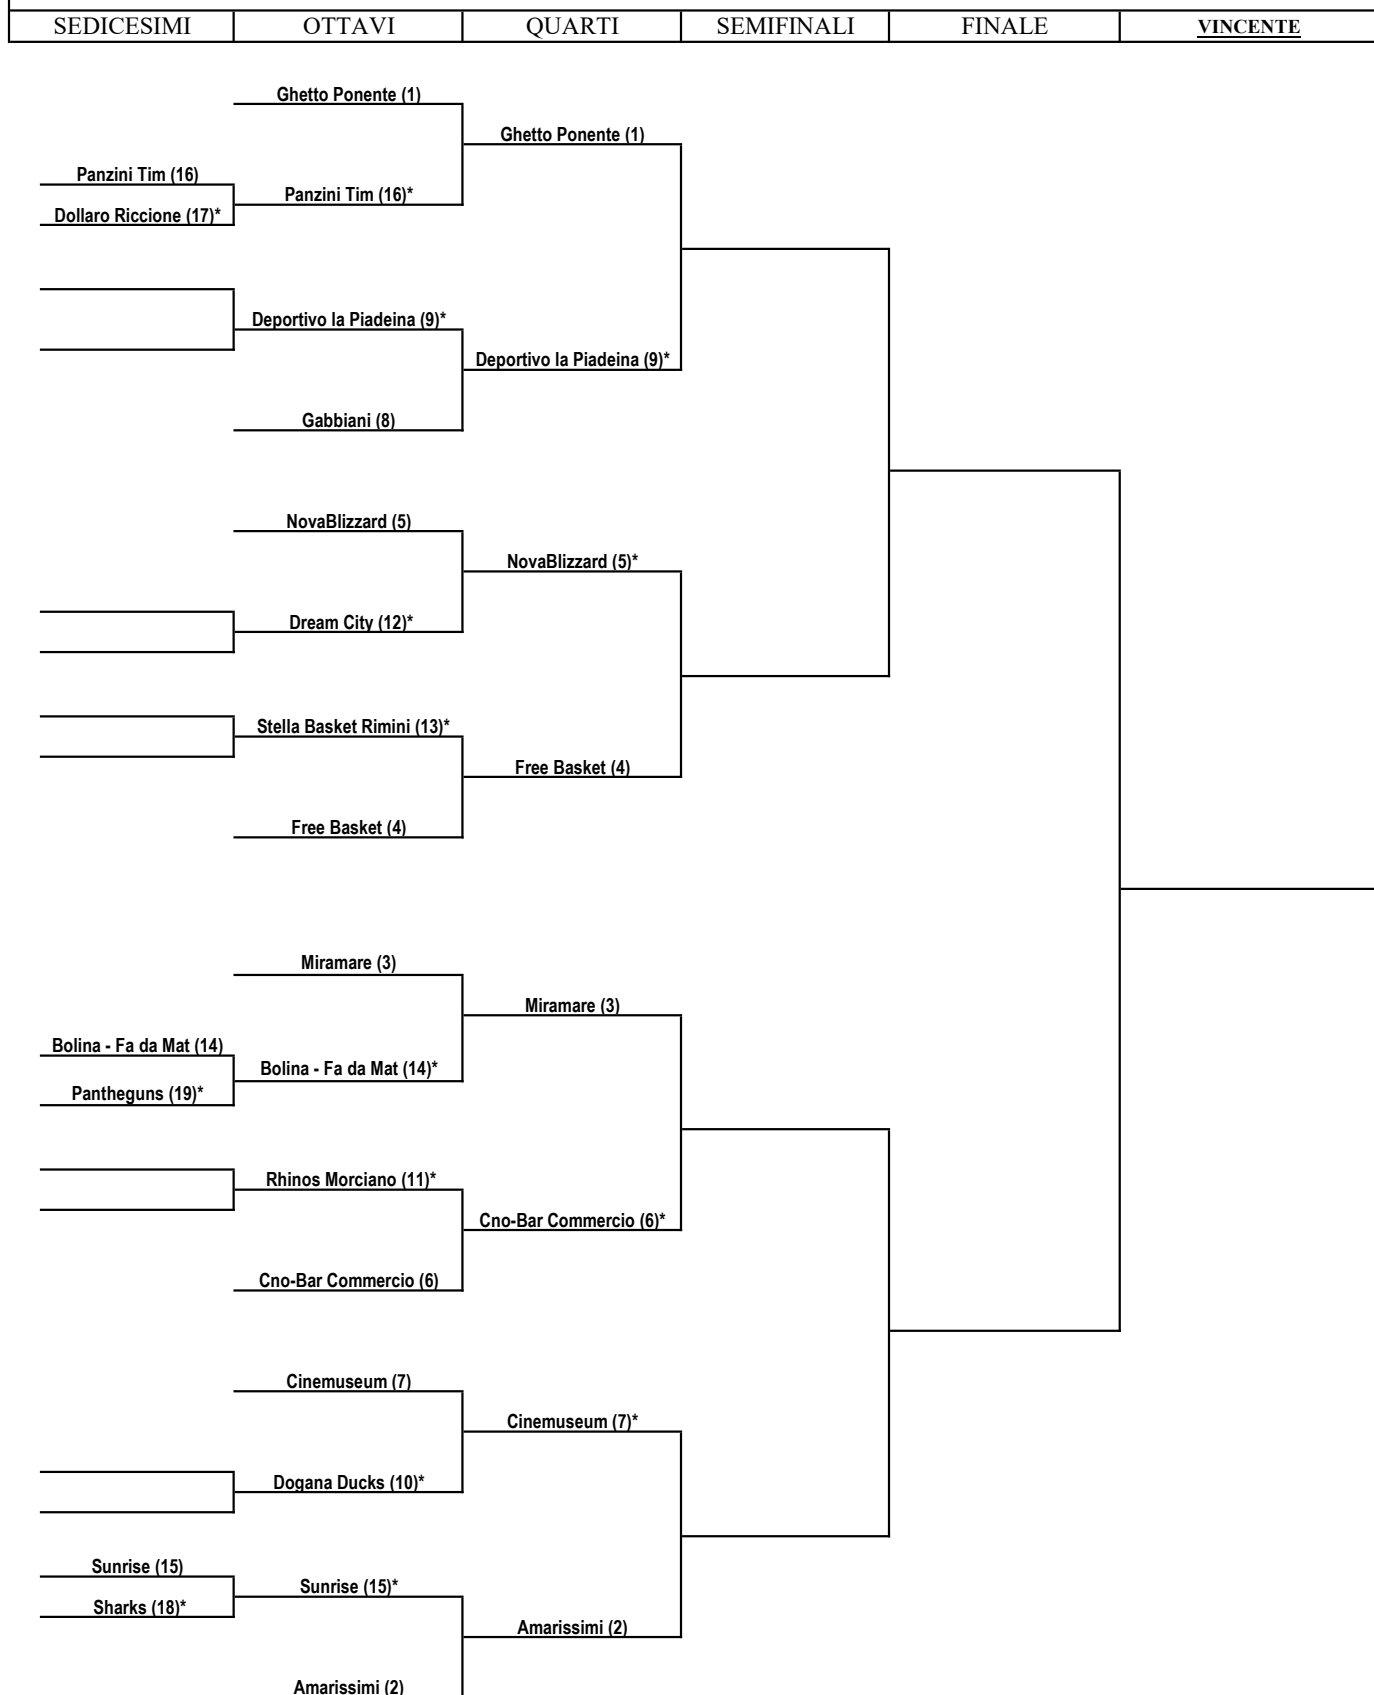 SEDICESIMI OTTAVI QUARTI SEMIFINALI FINALE VINCENTE
Ghetto Ponente (1)
Ghetto Ponente (1)
Panzini Tim (16)
Panzini Tim (16)*
Dollaro Riccione (17)*
Deportivo la Piadeina (9)*
Deportivo la Piadeina (9)*
Gabbiani (8)
NovaBlizzard (5)
NovaBlizzard (5)*
Dream City (12)*
Stella Basket Rimini (13)*
Free Basket (4)
Free Basket (4)
Miramare (3)
Miramare (3)
Bolina - Fa da Mat (14)
Bolina - Fa da Mat (14)*
Pantheguns (19)*
Rhinos Morciano (11)*
Cno-Bar Commercio (6)*
Cno-Bar Commercio (6)
Cinemuseum (7)
Cinemuseum (7)*
Dogana Ducks (10)*
Sunrise (15)
Sunrise (15)*
Sharks (18)*
Amarissimi (2)
Amarissimi (2)